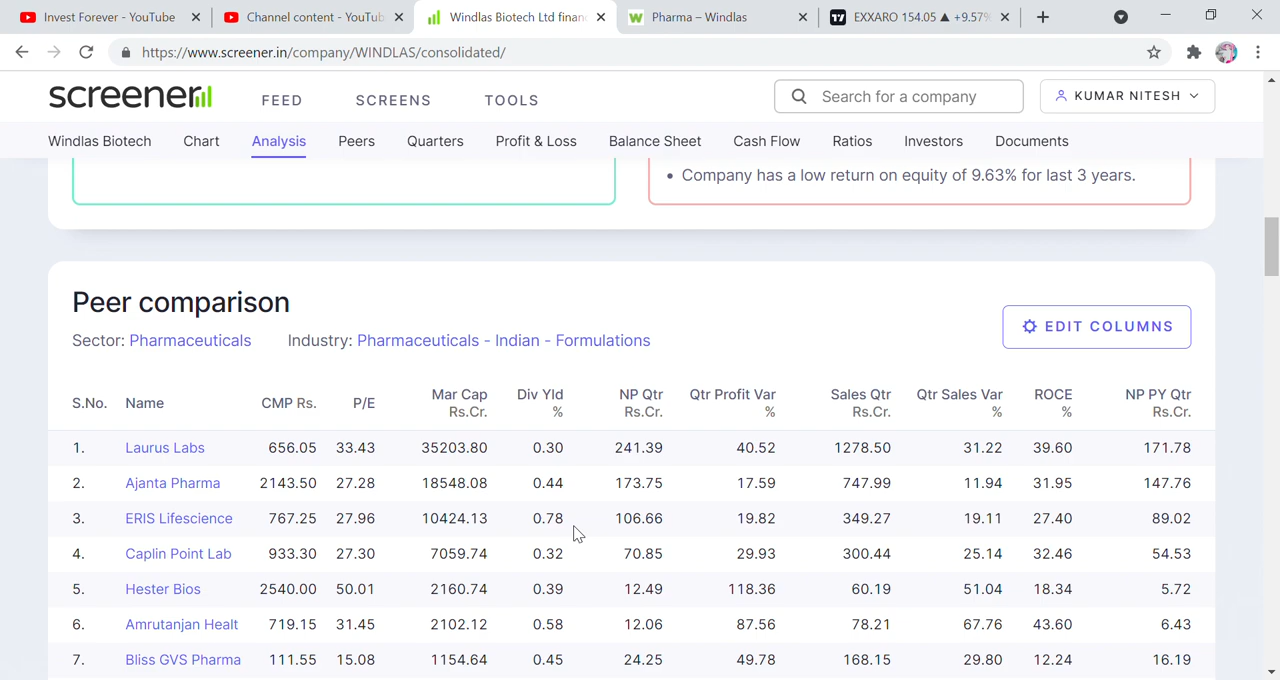 Invest Forever - YouTube
Channel content - YouTub
Windlas Biotech Ltd finan
W Pharma – Windlas
EXXARO 154.05 ▲ +9.57%
https://www.screener.in/company/WINDLAS/consolidated/
screener
FEED SCREENS TOOLS
Search for a company
KUMAR NITESH
Windlas Biotech Chart Analysis Peers Quarters Profit & Loss Balance Sheet Cash Flow Ratios Investors Documents
• Company has a low return on equity of 9.63% for last 3 years.
Peer comparison
Sector: Pharmaceuticals Industry: Pharmaceuticals - Indian - Formulations
EDIT COLUMNS
S.No. Name CMP Rs. P/E Mar Cap Rs.Cr. Div Yld % NP Qtr Rs.Cr. Qtr Profit Var % Sales Qtr Rs.Cr. Qtr Sales Var % ROCE % NP PY Qtr Rs.Cr.
1. Laurus Labs 656.05 33.43 35203.80 0.30 241.39 40.52 1278.50 31.22 39.60 171.78
2. Ajanta Pharma 2143.50 27.28 18548.08 0.44 173.75 17.59 747.99 11.94 31.95 147.76
3. ERIS Lifescience 767.25 27.96 10424.13 0.78 106.66 19.82 349.27 19.11 27.40 89.02
4. Caplin Point Lab 933.30 27.30 7059.74 0.32 70.85 29.93 300.44 25.14 32.46 54.53
5. Hester Bios 2540.00 50.01 2160.74 0.39 12.49 118.36 60.19 51.04 18.34 5.72
6. Amrutanjan Healt 719.15 31.45 2102.12 0.58 12.06 87.56 78.21 67.76 43.60 6.43
7. Bliss GVS Pharma 111.55 15.08 1154.64 0.45 24.25 49.78 168.15 29.80 12.24 16.19